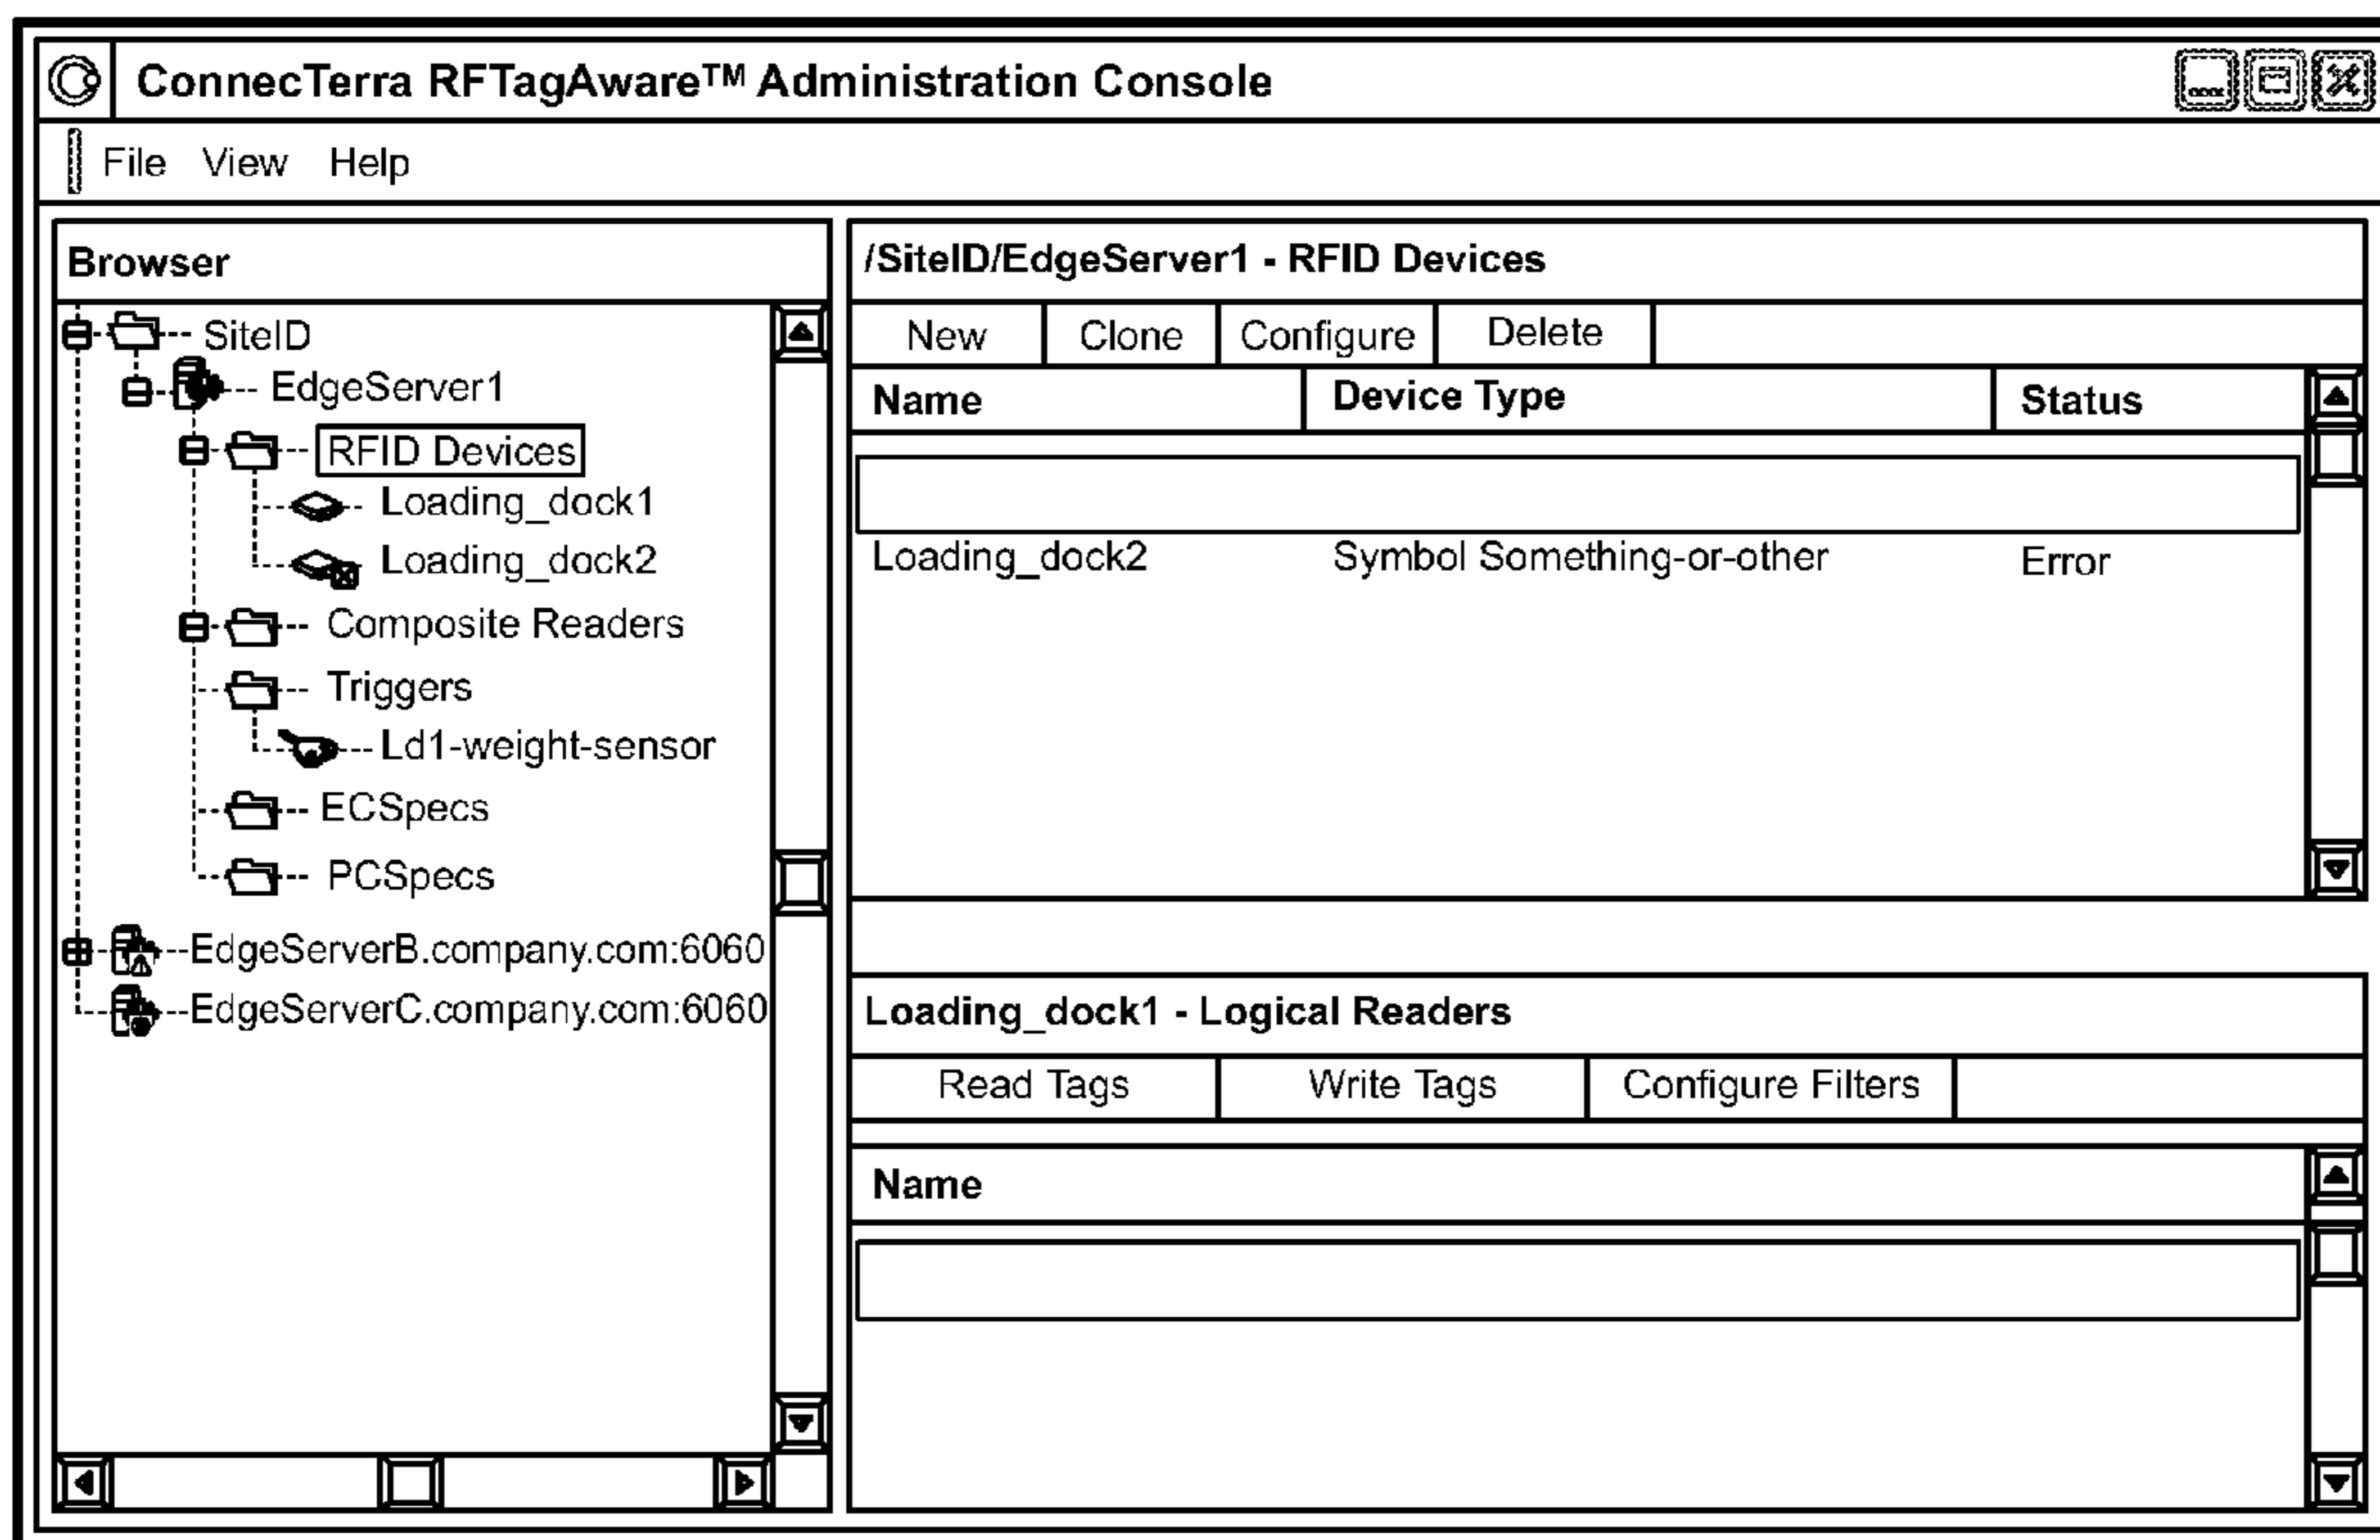 ConnecTerra RFTagAware™ Administration Console
File View Help
Browser
SiteID
EdgeServer1
RFID Devices
Loading_dock1
Loading_dock2
Composite Readers
Triggers
Ld1-weight-sensor
ECSpecs
PCSpecs
EdgeServerB.company.com:6060
EdgeServerC.company.com:6060
/SiteID/EdgeServer1 - RFID Devices
New Clone Configure Delete
Name Device Type Status
Loading_dock2 Symbol Something-or-other Error
Loading_dock1 - Logical Readers
Read Tags Write Tags Configure Filters
Name